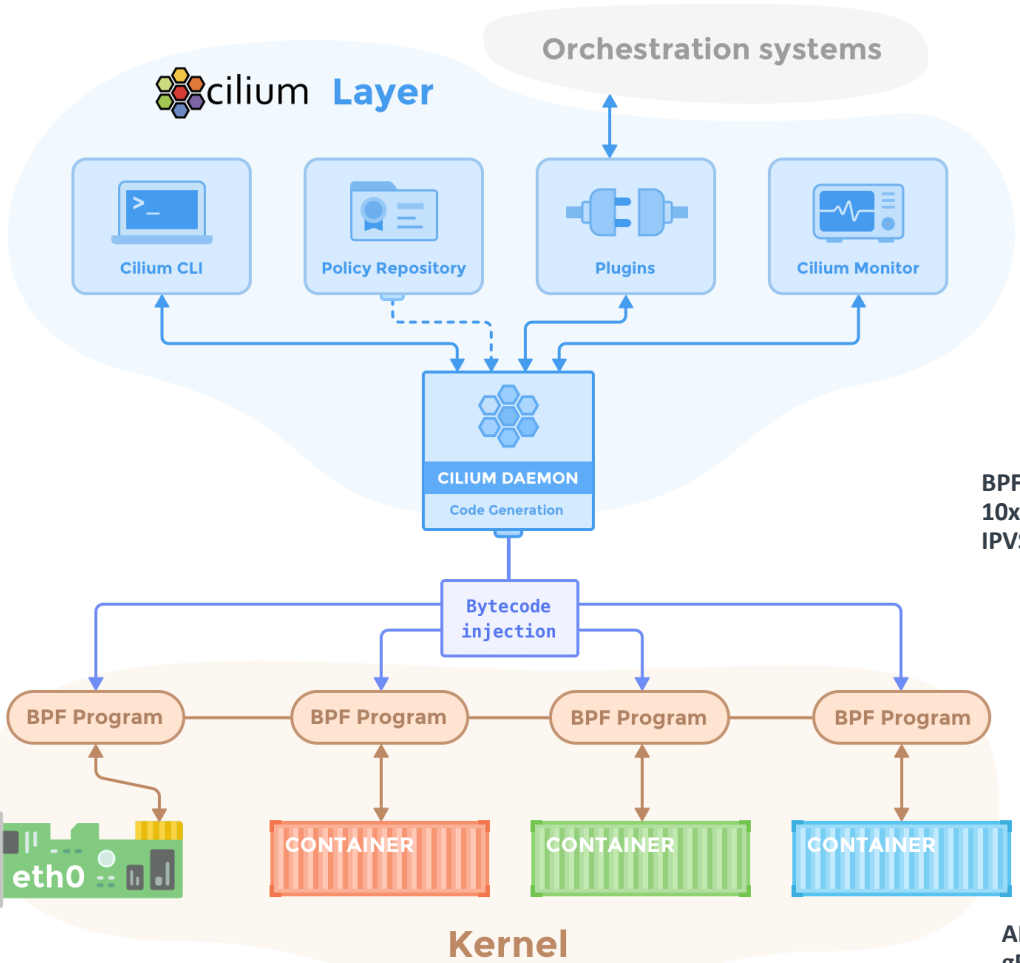 Orchestration systems
cilium Layer
>_
Cilium CLI
Policy Repository
Plugins
Cilium Monitor
CILIUM DAEMON
Code Generation
BPF
10x
Bytecode
injection
BPF Program
BPF Program
BPF Program
BPF Program
eth0
CONTAINER
CONTAINER
CONTAINER
Kernel